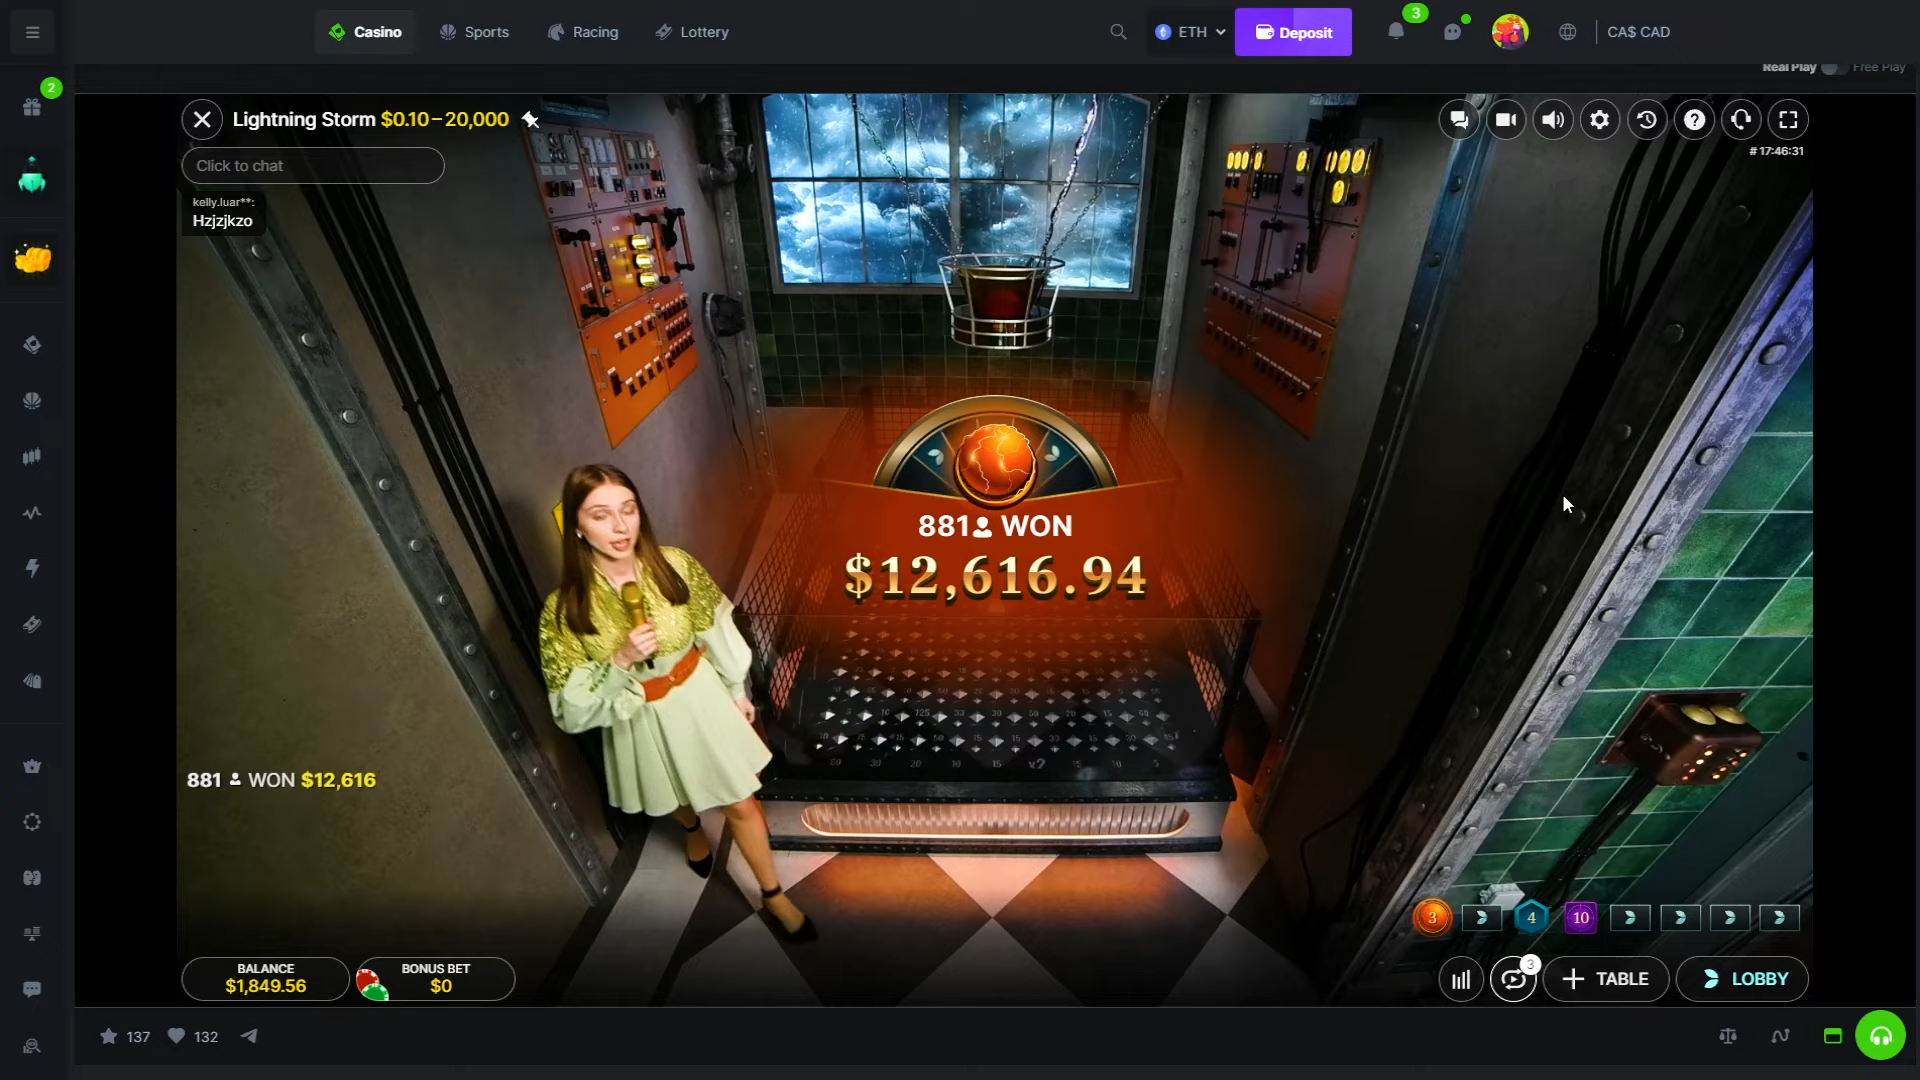 Casino
Sports
Racing
Lottery
ETH
Deposit
3
CA$ CAD
2
Real Play
Free Play
Lightning Storm $0.10–20,000
# 17:46:31
Click to chat
kelly.luar**:
Hzjzjkzo
881 WON
$12,616.94
881 WON $12,616
x2
3
4
10
BALANCE
$1,849.56
BONUS BET
$0
3
TABLE
LOBBY
137
132